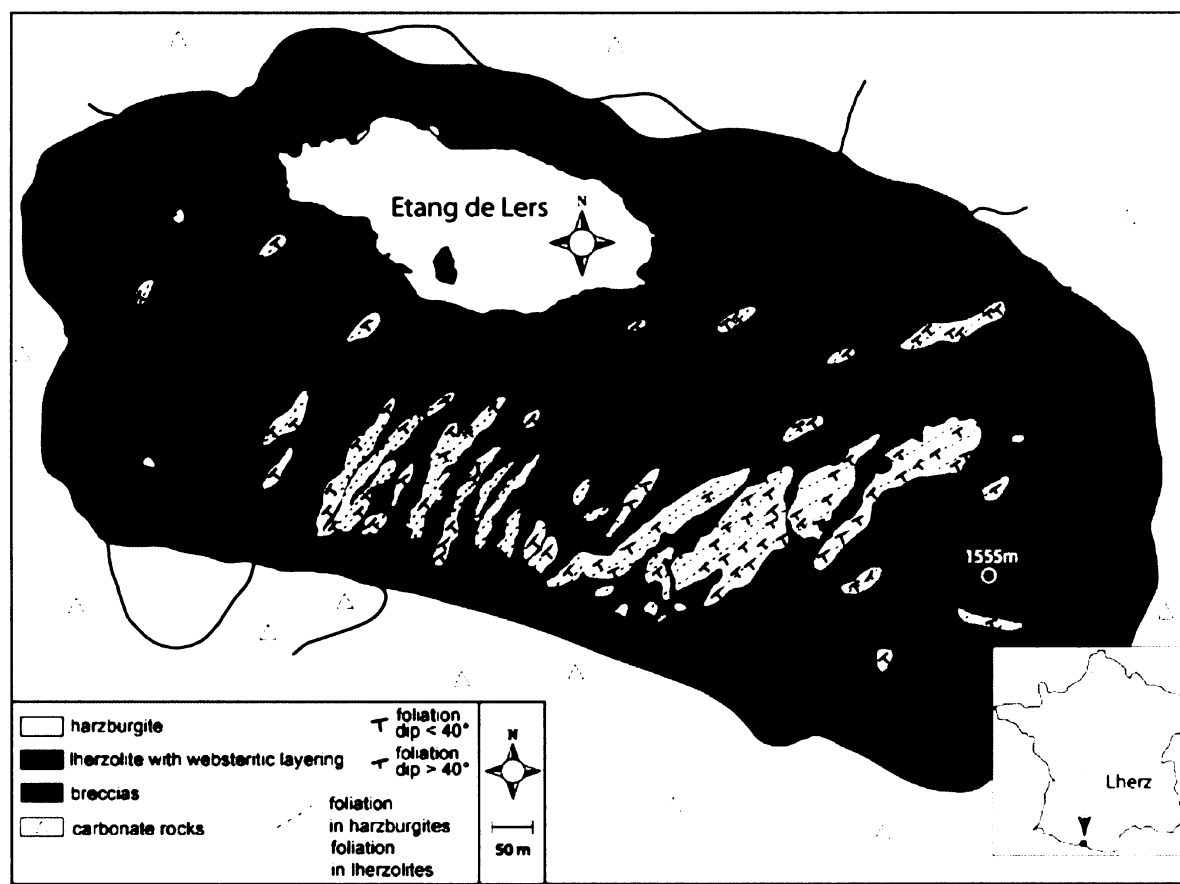 Etang de Lers
N
1555m
harzburgite
lherzolite with websteritic layering
breccias
carbonate rocks
foliation
dip < 40°
foliation
dip > 40°
foliation
in harzburgites
foliation
in lherzolites
N
50 m
Lherz